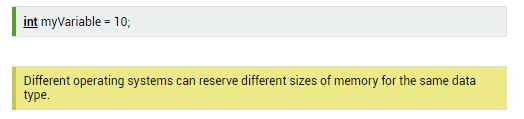 int myVariable = 10;
Different operating systems can reserve different sizes of memory for the same data
type.